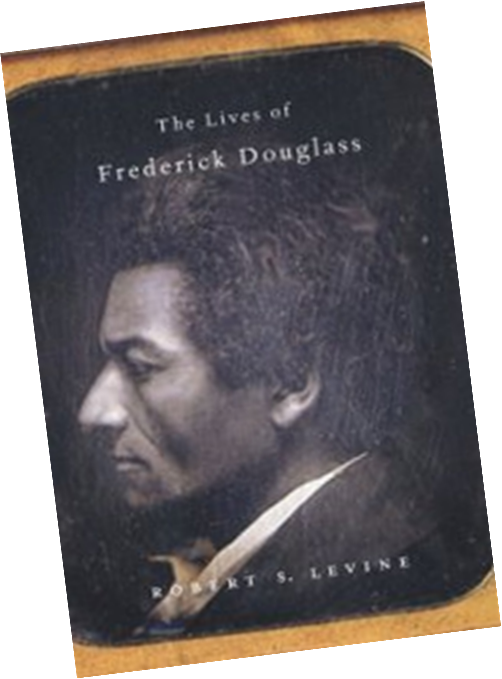 The Lives of
Frederick Douglass
ROBERT S. LEVINE